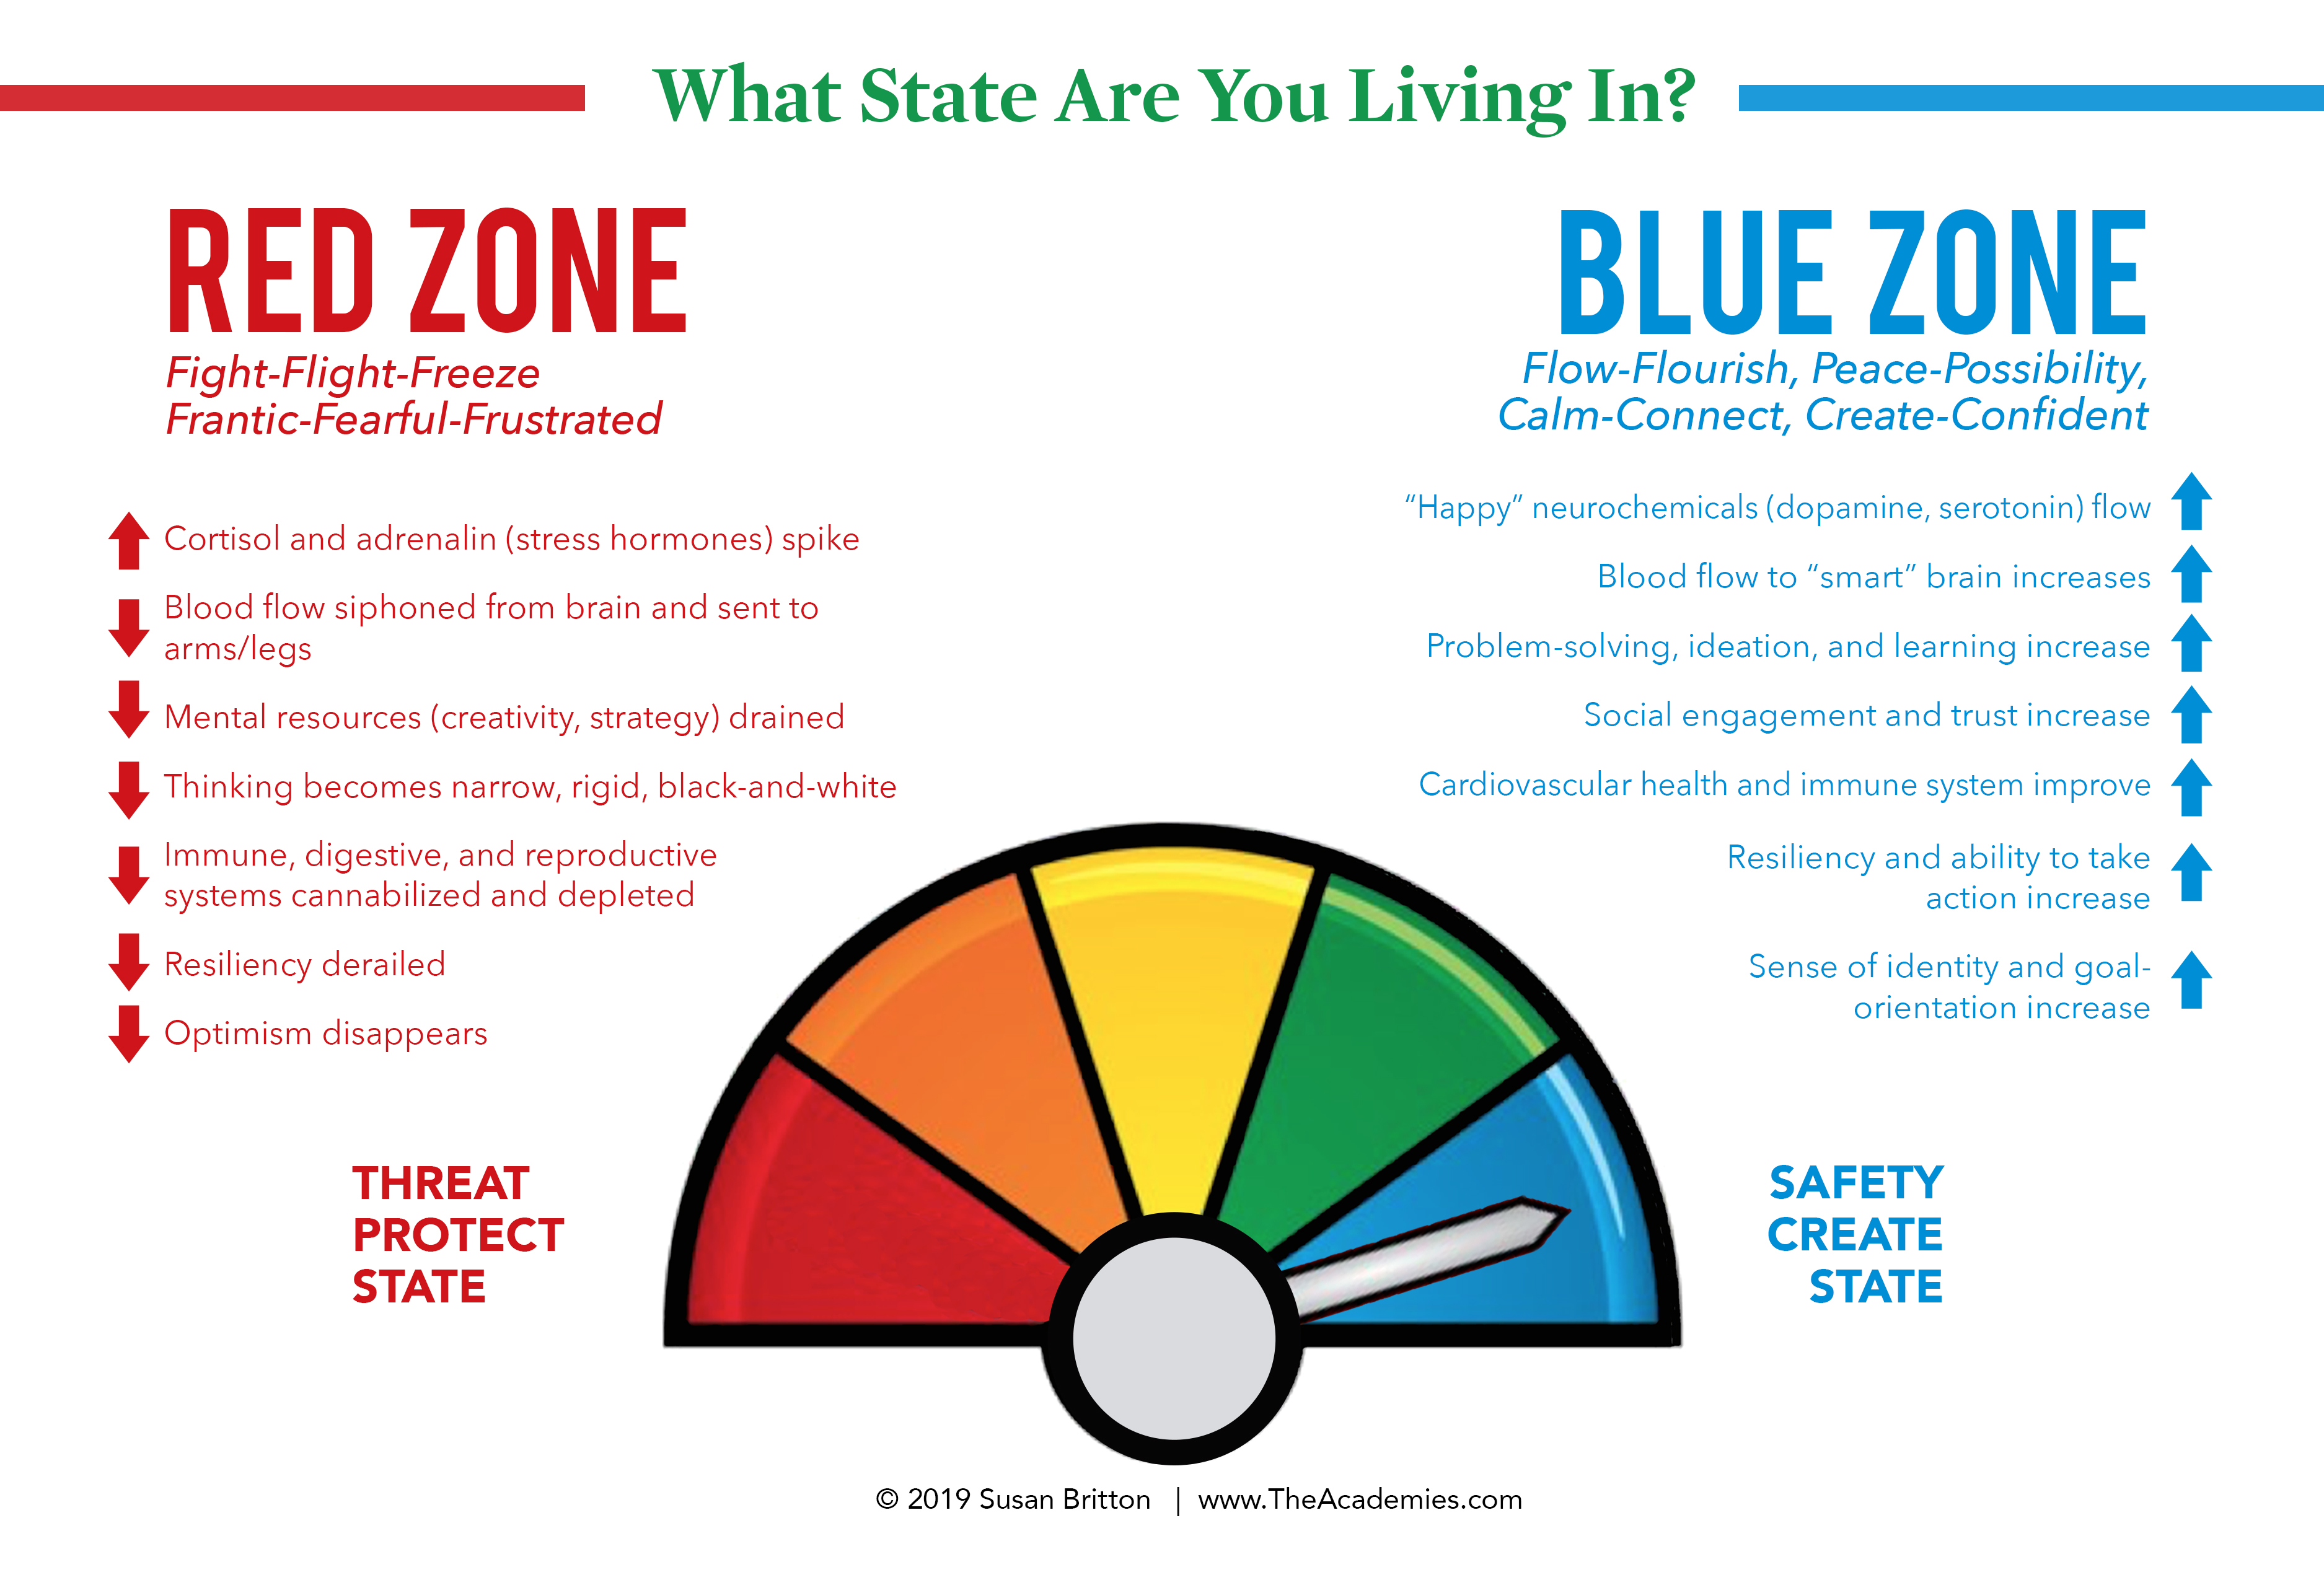 What State Are You Living In?
RED ZONE
Fight-Flight-Freeze
Frantic-Fearful-Frustrated
Cortisol and adrenalin (stress hormones) spike
Blood flow siphoned from brain and sent to
arms/legs
Mental resources (creativity, strategy) drained
Thinking becomes narrow, rigid, black-and-white
Immune, digestive, and reproductive
systems cannabilized and depleted
Resiliency derailed
Optimism disappears
THREAT
PROTECT
STATE
BLUE ZONE
Flow-Flourish, Peace-Possibility,
Calm-Connect, Create-Confident
“Happy” neurochemicals (dopamine, serotonin) flow
Blood flow to “smart” brain increases
Problem-solving, ideation, and learning increase
Social engagement and trust increase
Cardiovascular health and immune system improve
Resiliency and ability to take
action increase
Sense of identity and goal-
orientation increase
SAFETY
CREATE
STATE
© 2019 Susan Britton | www.TheAcademies.com